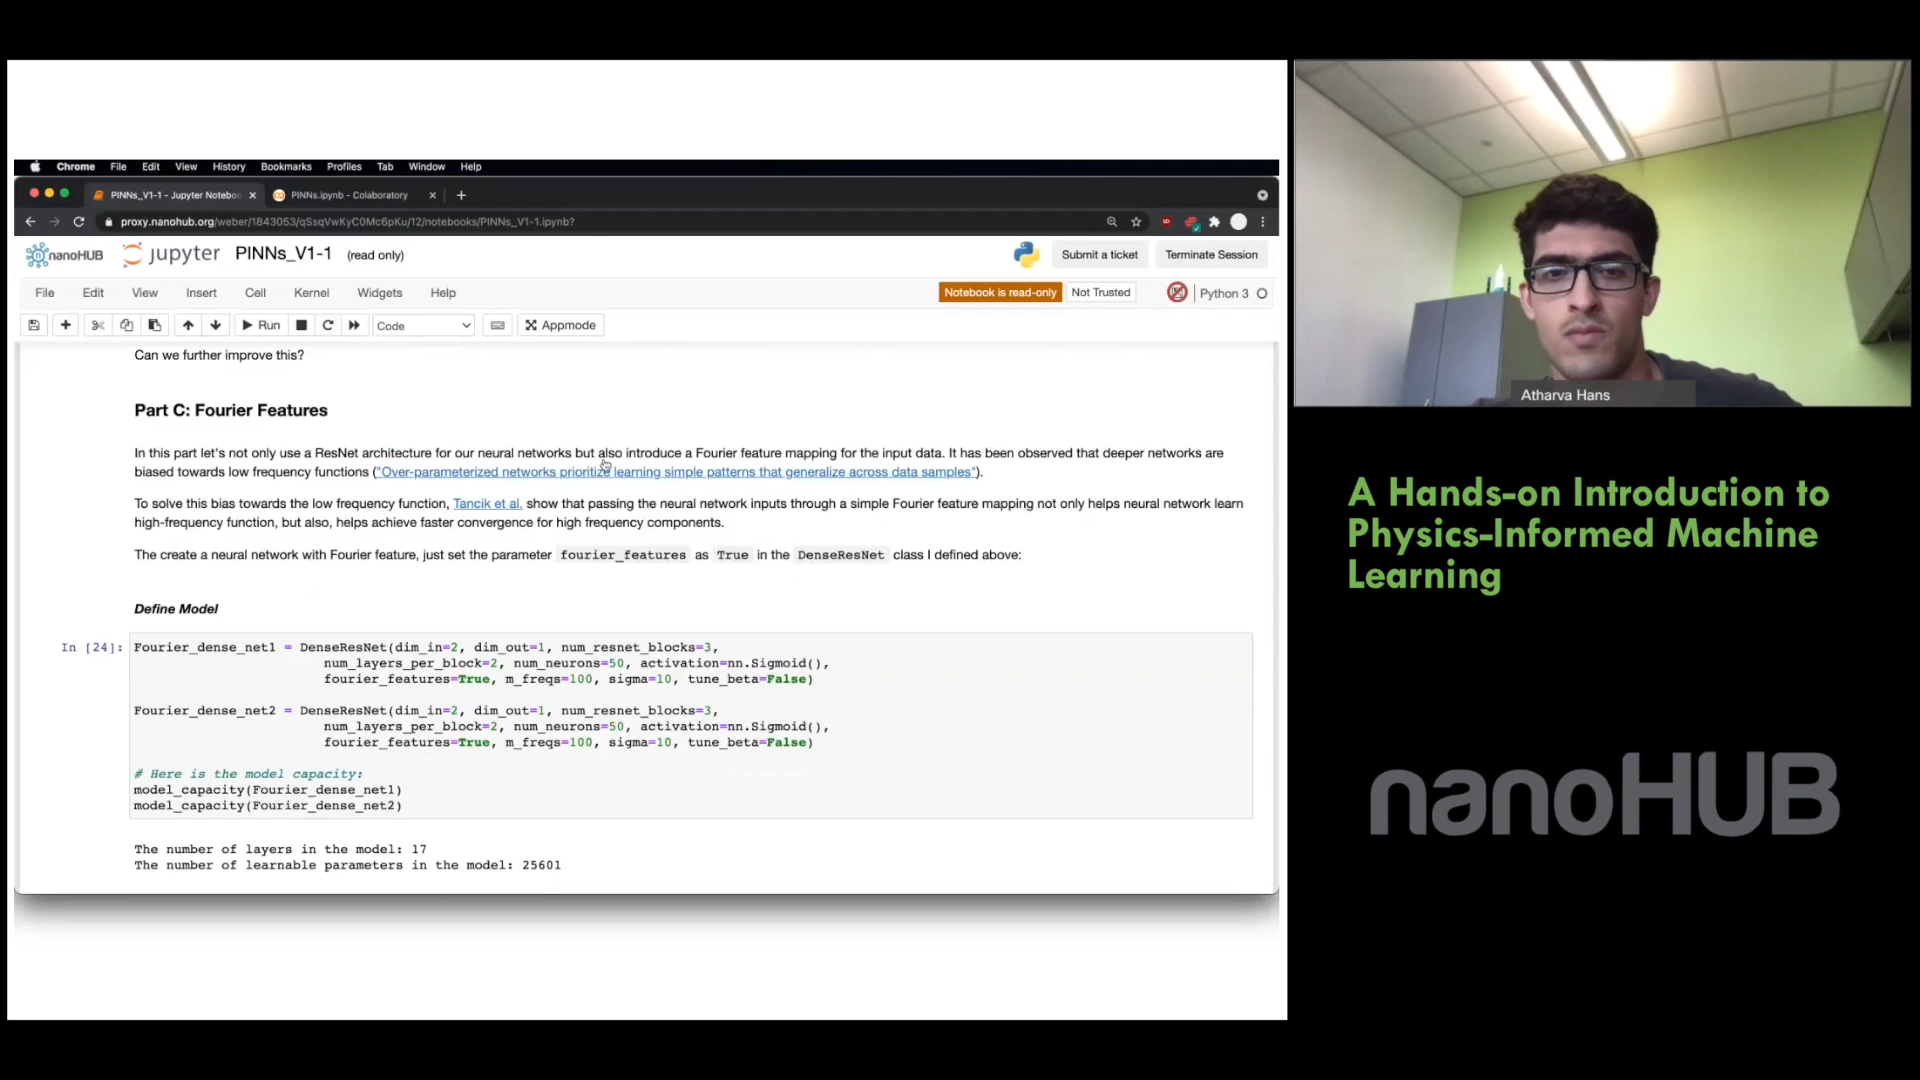 Chrome File Edit View History Bookmarks Profiles Tab Window Help
PINNs_V1-1 - Jupyter Noteboo PINNs.ipynb - Colaboratory
proxy.nanohub.org/weber/1843053/qSsqVwKyC0Mc6pKu/12/notebooks/PINNs_V1-1.ipynb?
nanoHUB jupyter PINNs_V1-1 (read only) Submit a ticket Terminate Session
File Edit View Insert Cell Kernel Widgets Help Notebook is read-only Not Trusted Python 3
Run Code Appmode
Can we further improve this?
Part C: Fourier Features
In this part let's not only use a ResNet architecture for our neural networks but also introduce a Fourier feature mapping for the input data. It has been observed that deeper networks are
biased towards low frequency functions ("Over-parameterized networks prioritize learning simple patterns that generalize across data samples").
To solve this bias towards the low frequency function, Tancik et al. show that passing the neural network inputs through a simple Fourier feature mapping not only helps neural network learn
high-frequency function, but also, helps achieve faster convergence for high frequency components.
The create a neural network with Fourier feature, just set the parameter fourier_features as True in the DenseResNet class I defined above:
Define Model
In [24]: Fourier_dense_net1 = DenseResNet(dim_in=2, dim_out=1, num_resnet_blocks=3,
num_layers_per_block=2, num_neurons=50, activation=nn.Sigmoid(),
fourier_features=True, m_freqs=100, sigma=10, tune_beta=False)
Fourier_dense_net2 = DenseResNet(dim_in=2, dim_out=1, num_resnet_blocks=3,
num_layers_per_block=2, num_neurons=50, activation=nn.Sigmoid(),
fourier_features=True, m_freqs=100, sigma=10, tune_beta=False)
# Here is the model capacity:
model_capacity(Fourier_dense_net1)
model_capacity(Fourier_dense_net2)
The number of layers in the model: 17
The number of learnable parameters in the model: 25601
Atharva Hans
A Hands-on Introduction to
Physics-Informed Machine
Learning
nanoHUB